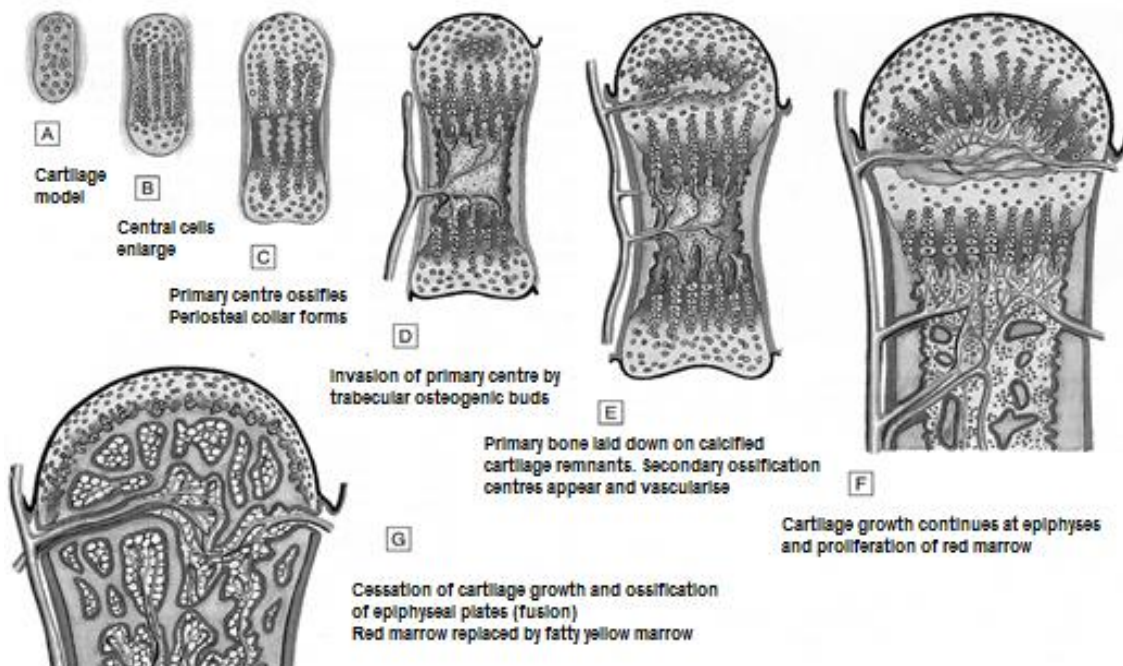 A
Cartilage
model
B
Central cells
enlarge
C
Primary centre ossifies
Periosteal collar forms
D
Invasion of primary centre by
trabecular osteogenic buds
E
Primary bone laid down on calcified
cartilage remnants. Secondary ossification
centres appear and vascularise
F
Cartilage growth continues at epiphyses
and proliferation of red marrow
G
Cessation of cartilage growth and ossification
of epiphyseal plates (fusion)
Red marrow replaced by fatty yellow marrow